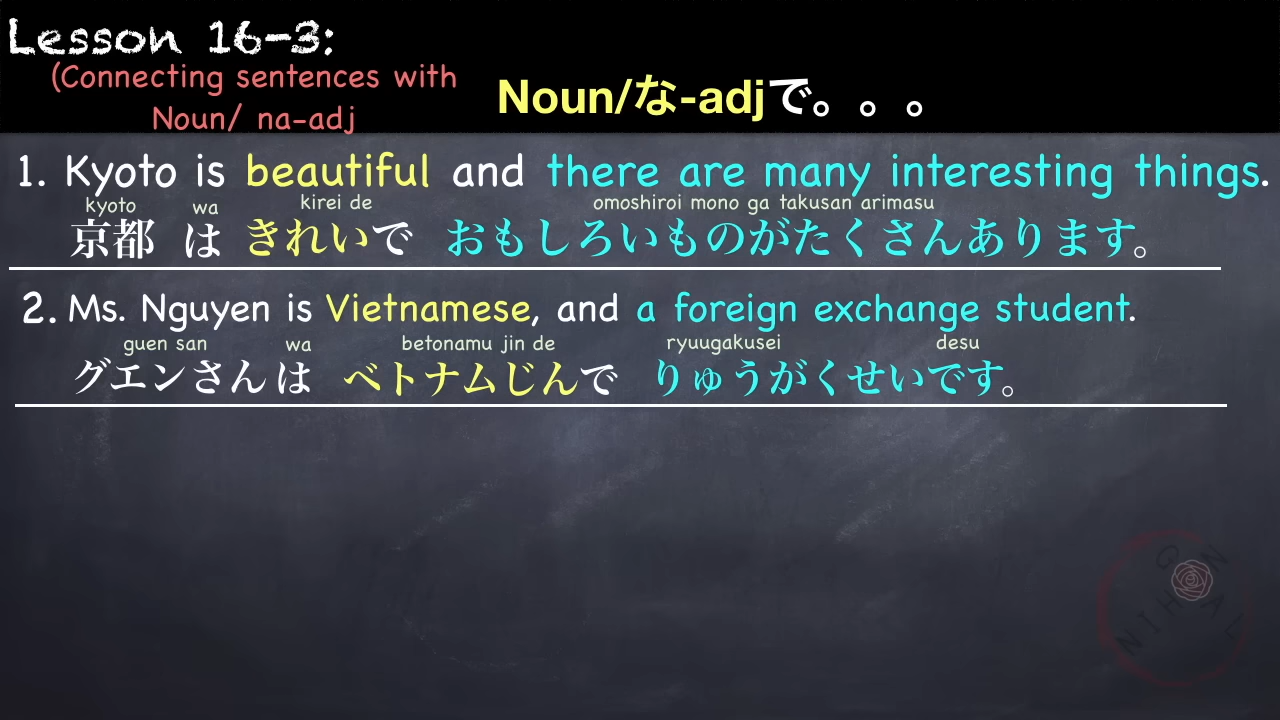 Lesson 16-3:
(Connecting sentences with
Noun/ na-adj
Noun/な-adjで。。。
1. Kyoto is beautiful and there are many interesting things.
kyoto wa kirei de omoshiroi mono ga takusan arimasu
京都 は きれいで おもしろいものがたくさんあります。
2. Ms. Nguyen is Vietnamese, and a foreign exchange student.
guen san wa betonamu jin de ryuugakusei desu
グエンさん は ベトナムじんで りゅうがくせいです。